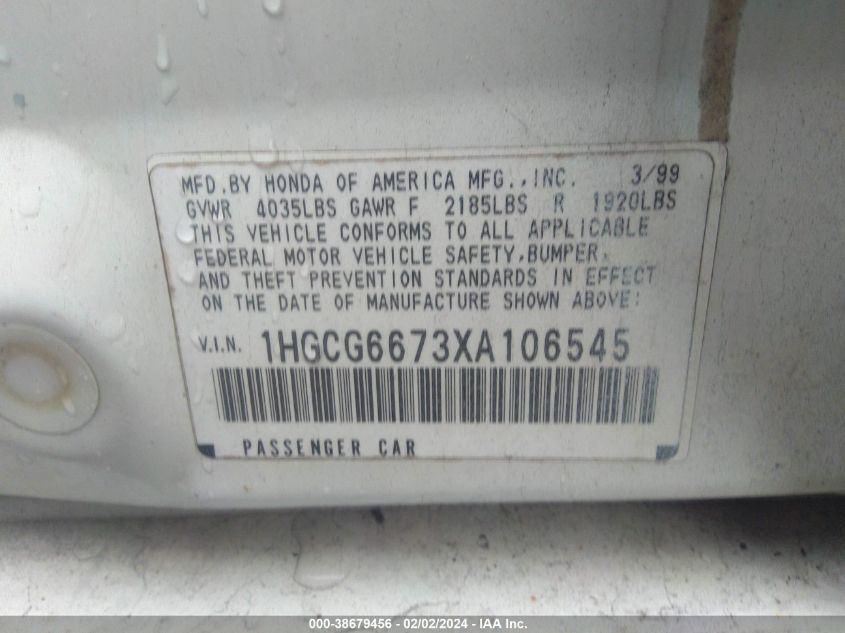 MFD.BY HONDA OF AMERICA MFG.,INC. 3/99
GVWR 4035LBS GAWR F 2185LBS R 1920LBS
THIS VEHICLE CONFORMS TO ALL APPLICABLE
FEDERAL MOTOR VEHICLE SAFETY,BUMPER,
AND THEFT PREVENTION STANDARDS IN EFFECT
ON THE DATE OF MANUFACTURE SHOWN ABOVE:
V.I.N. 1HGCG6673XA106545
PASSENGER CAR
000-38679456 - 02/02/2024 - IAA Inc.